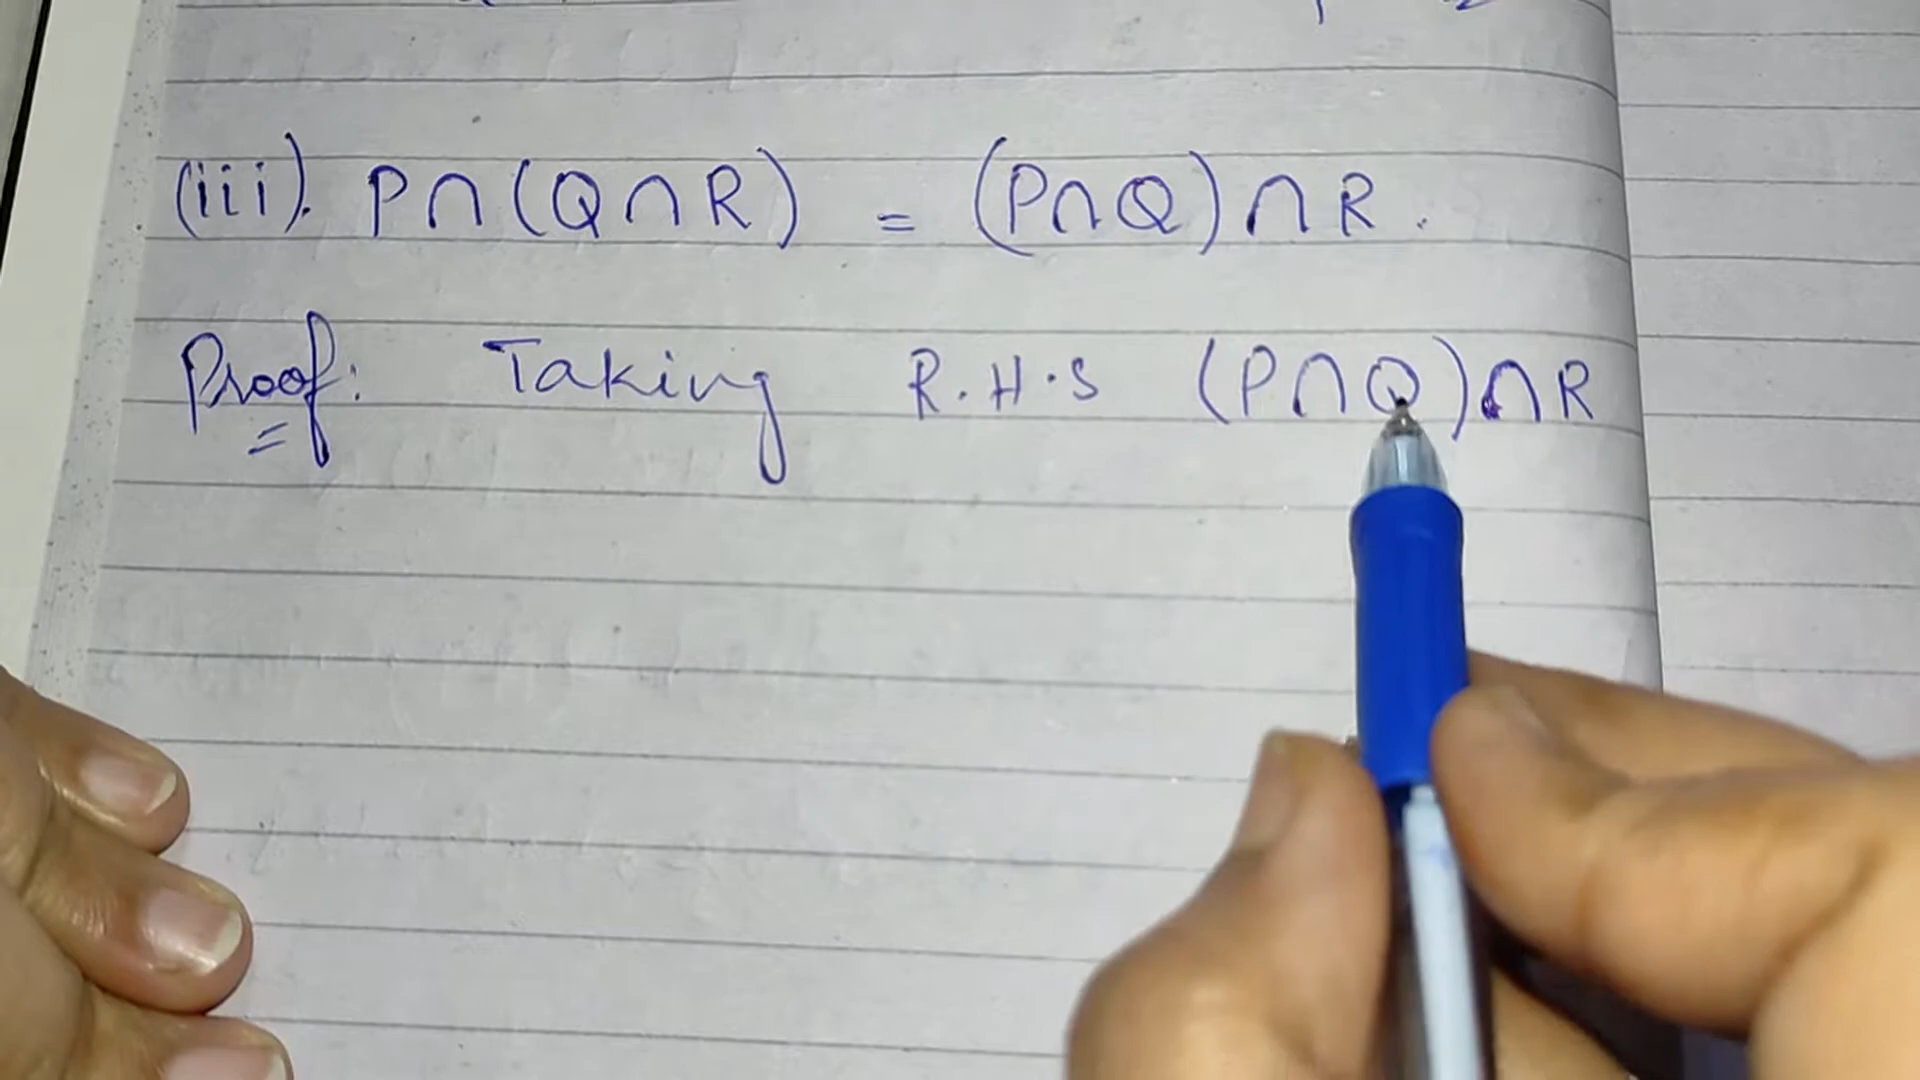 (iii). P∩(Q∩R) = (P∩Q)∩R.
Proof: Taking R.H.S (P∩Q)∩R